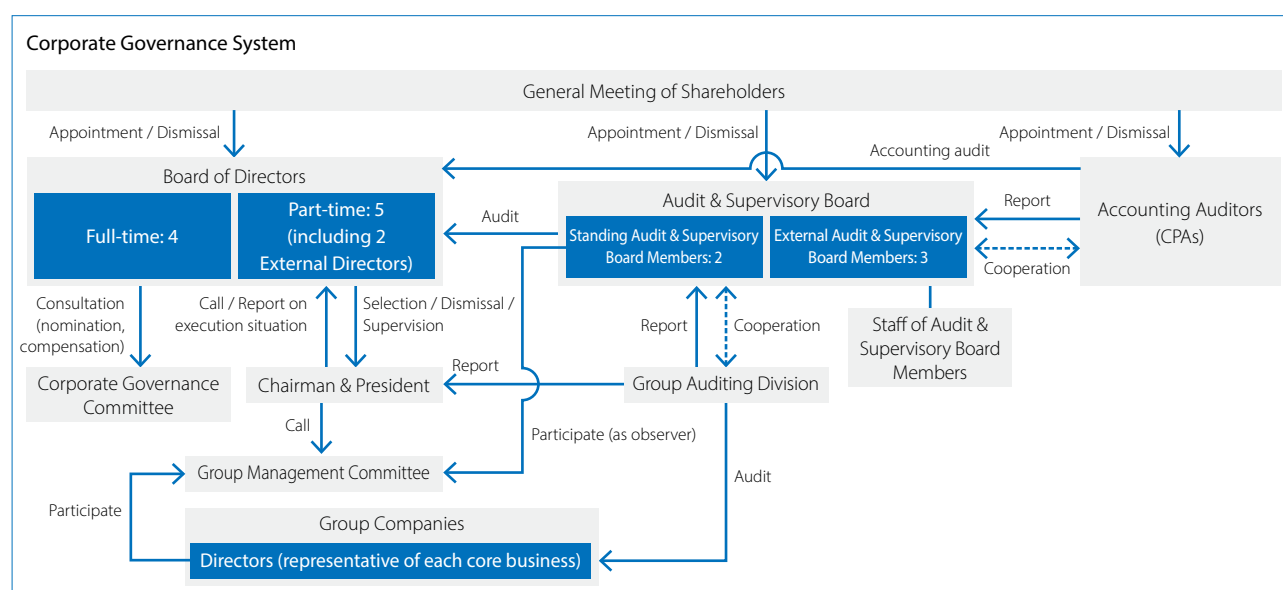 Corporate Governance System
General Meeting of Shareholders
Appointment / Dismissal
Appointment / Dismissal
Appointment / Dismissal
Accounting audit
Board of Directors
Full-time: 4
Part-time: 5
(including 2
External Directors)
Audit
Audit & Supervisory Board
Standing Audit & Supervisory
Board Members: 2
External Audit & Supervisory
Board Members: 3
Report
Cooperation
Accounting Auditors
(CPAs)
Consultation
(nomination,
compensation)
Call / Report on
execution situation
Selection / Dismissal /
Supervision
Report
Cooperation
Staff of Audit &
Supervisory Board
Members
Corporate Governance
Committee
Chairman & President
Report
Group Auditing Division
Call
Participate (as observer)
Group Management Committee
Audit
Participate
Group Companies
Directors (representative of each core business)